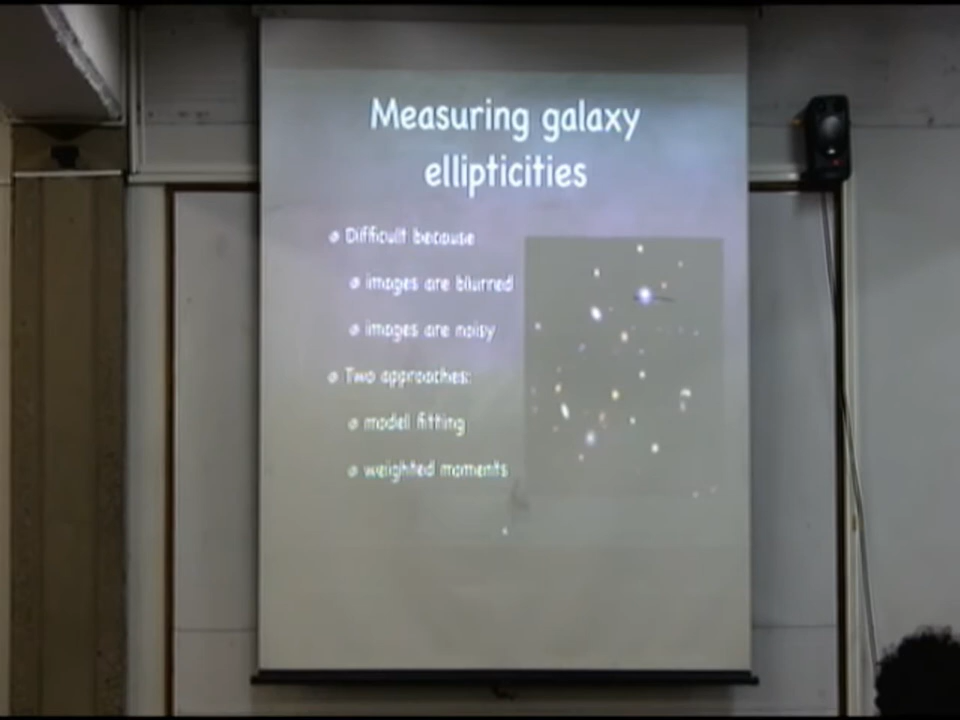 Measuring galaxy
ellipticities
Difficult because
images are blurred
images are noisy
Two approaches:
model fitting
weighted moments